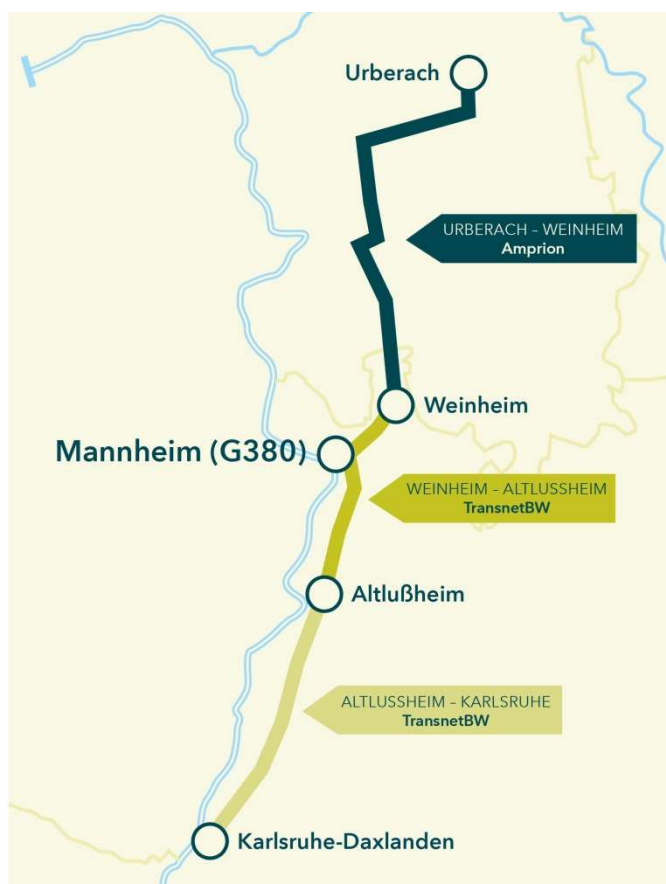 Urberach
URBERACH – WEINHEIM
Amprion
Weinheim
Mannheim (G380)
WEINHEIM – ALTLUSSHEIM
TransnetBW
Altlußheim
ALTLUSSHEIM – KARLSRUHE
TransnetBW
Karlsruhe-Daxlanden